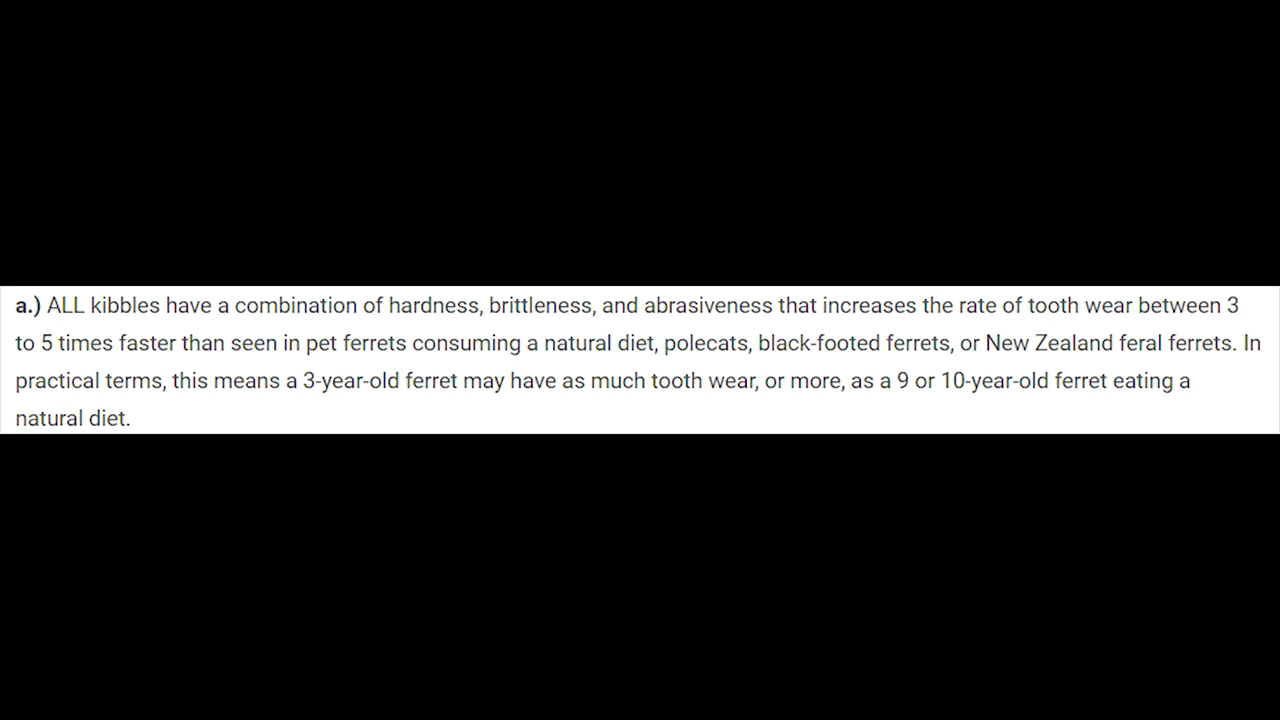 a.) ALL kibbles have a combination of hardness, brittleness, and abrasiveness that increases the rate of tooth wear between 3
to 5 times faster than seen in pet ferrets consuming a natural diet, polecats, black-footed ferrets, or New Zealand feral ferrets. In
practical terms, this means a 3-year-old ferret may have as much tooth wear, or more, as a 9 or 10-year-old ferret eating a
natural diet.